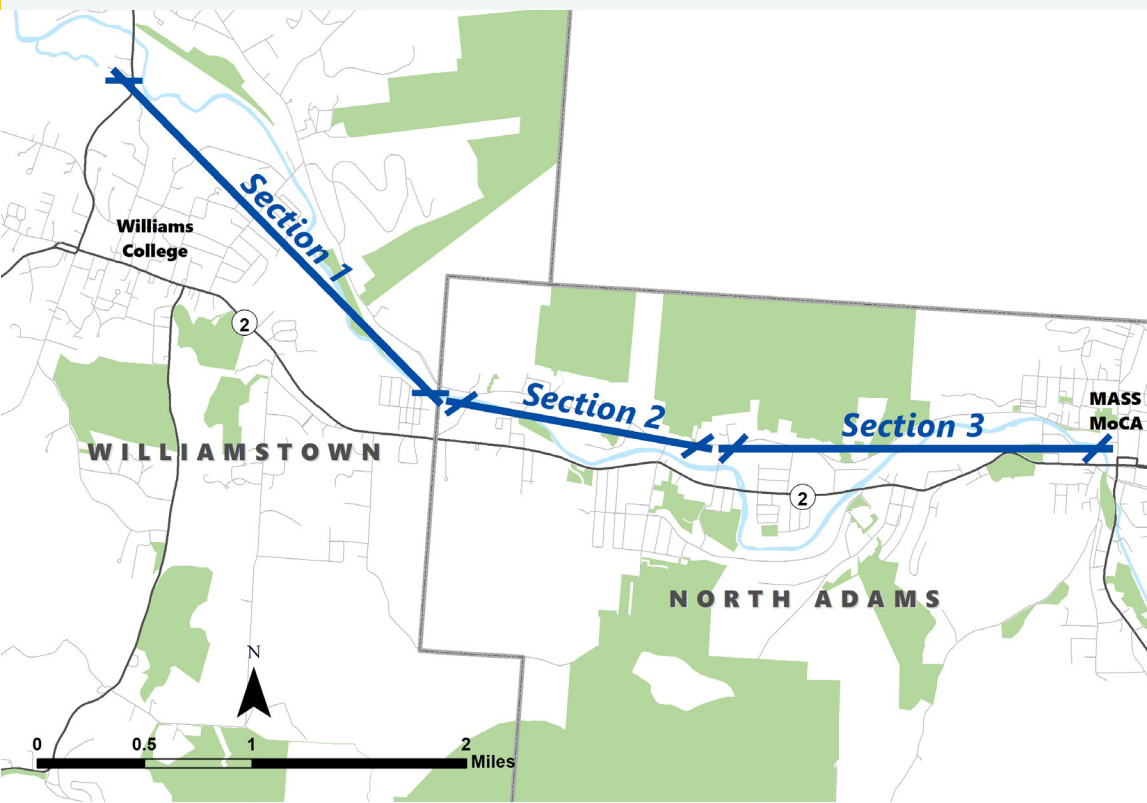 Section 1
Williams
College
2
Section 2
Section 3
MASS
MoCA
WILLIAMSTOWN
2
NORTH ADAMS
N
0 0.5 1 2
Miles